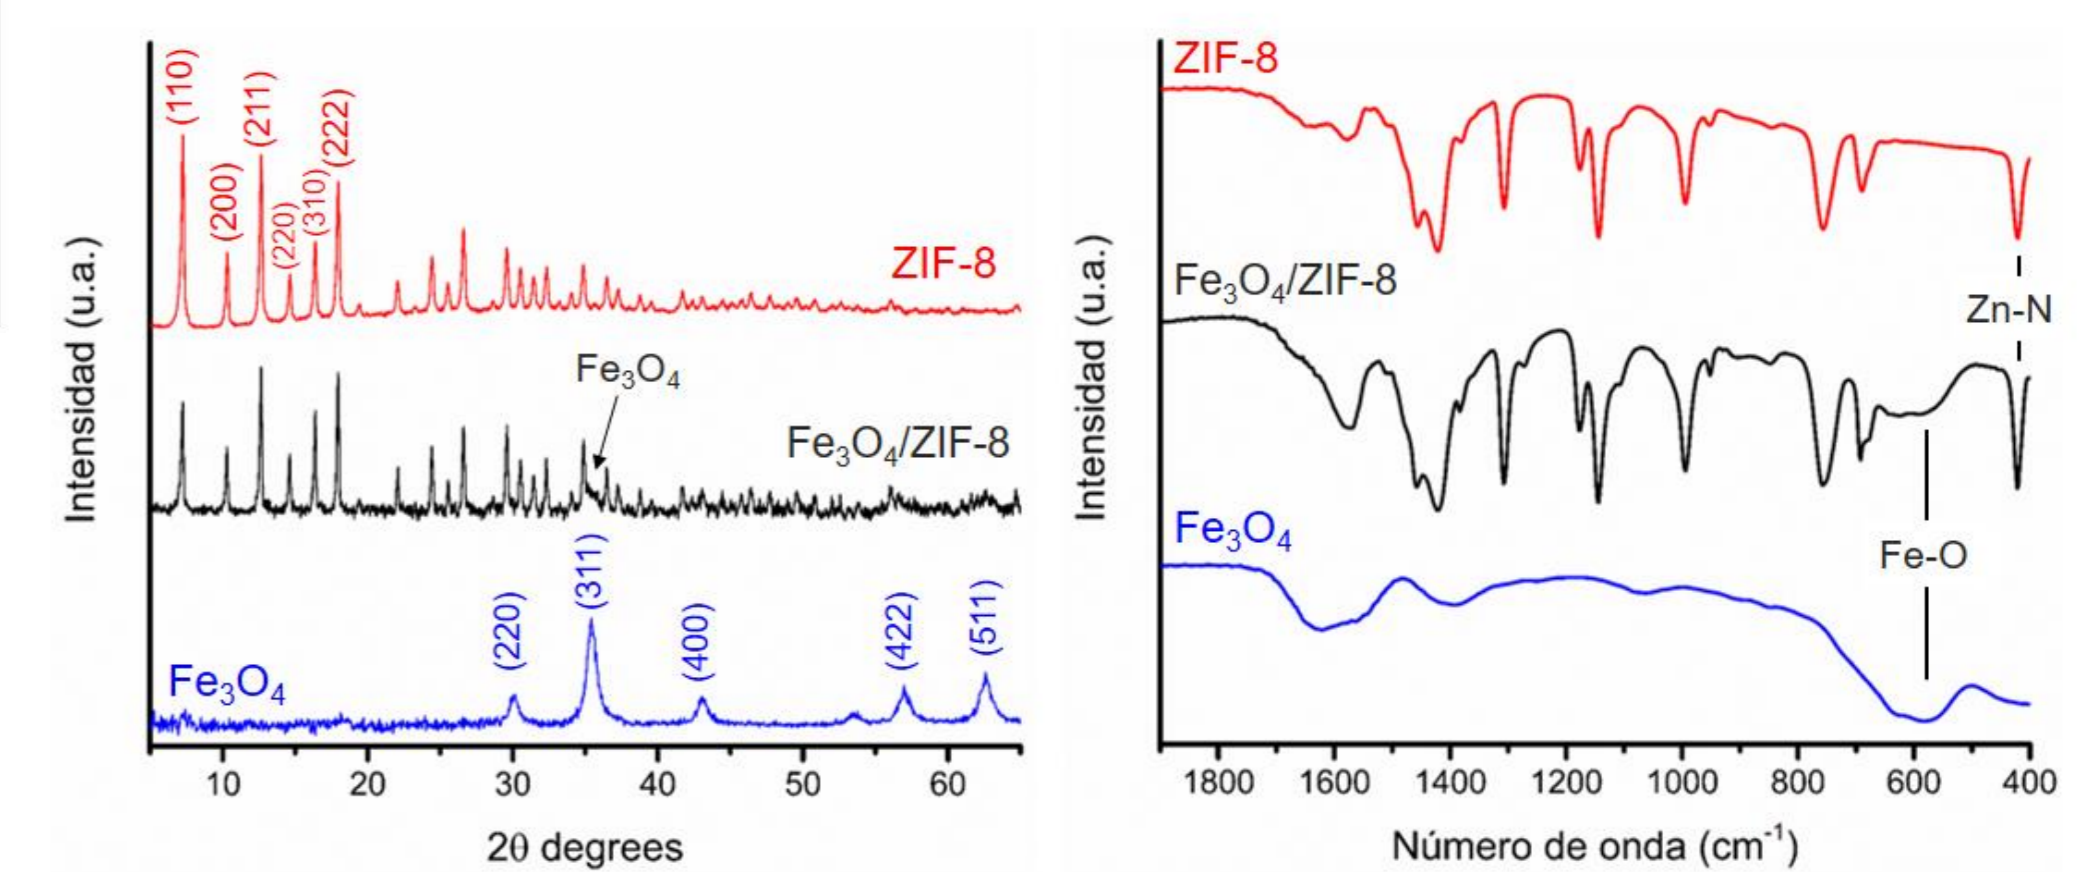 (110)
(200)
(211)
(220)
(310)
(222)
ZIF-8
Fe₃O₄
Fe₃O₄/ZIF-8
(220)
(311)
(400)
(422)
(511)
Fe₃O₄
Intensidad (u.a.)
10 20 30 40 50 60
2θ degrees
ZIF-8
Fe₃O₄/ZIF-8
Zn-N
Fe₃O₄
Fe-O
Intensidad (u.a.)
1800 1600 1400 1200 1000 800 600 400
Número de onda (cm⁻¹)